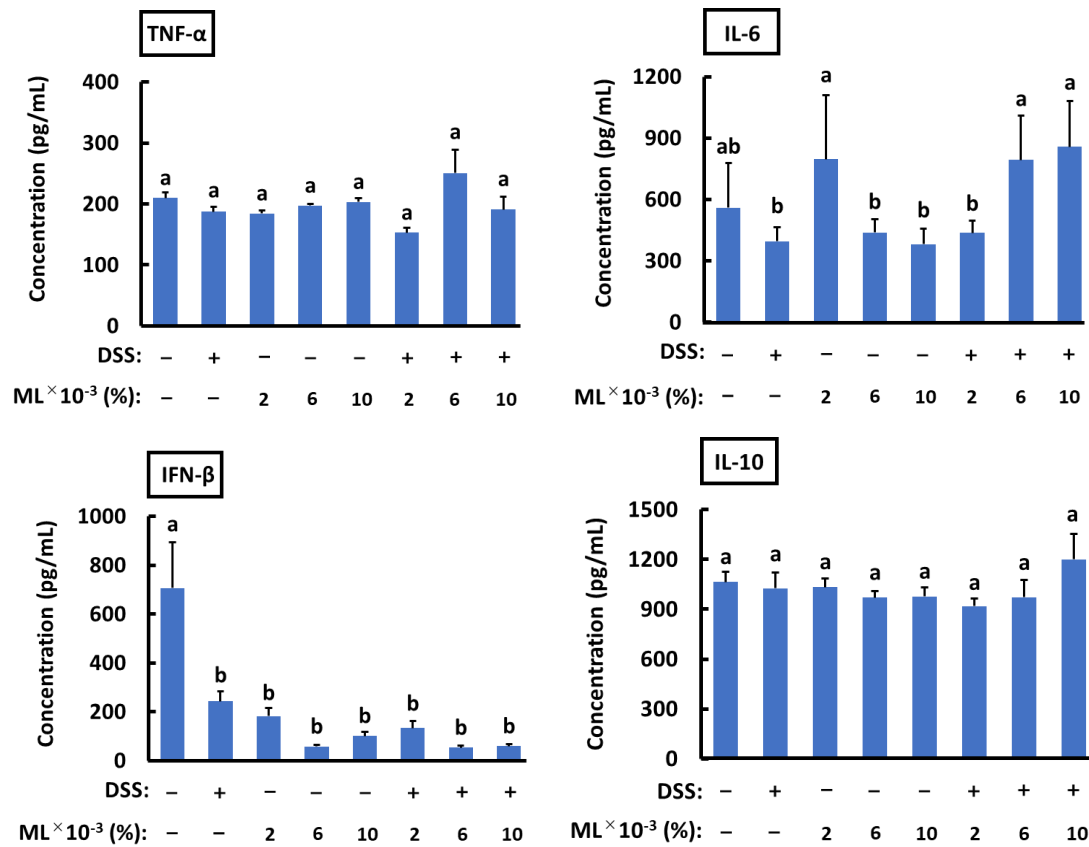 TNF-α
Concentration (pg/mL)
400
300
200
100
0
a a a a a a a a
DSS: – + – – – + + +
ML×10-3 (%): – – 2 6 10 2 6 10
IL-6
Concentration (pg/mL)
1200
900
600
300
0
ab b a b b b a a
– + – – – + + +
ML×10-3 (%): – – 2 6 10 2 6 10
IFN-β
Concentration (pg/mL)
1000
800
600
400
200
0
a b b b b b b b
DSS: – + – – – + + +
ML×10-3 (%): – – 2 6 10 2 6 10
IL-10
Concentration (pg/mL)
1500
1200
900
600
300
0
a a a a a a a a
DSS: – + – – – + + +
ML×10-3 (%): – – 2 6 10 2 6 10